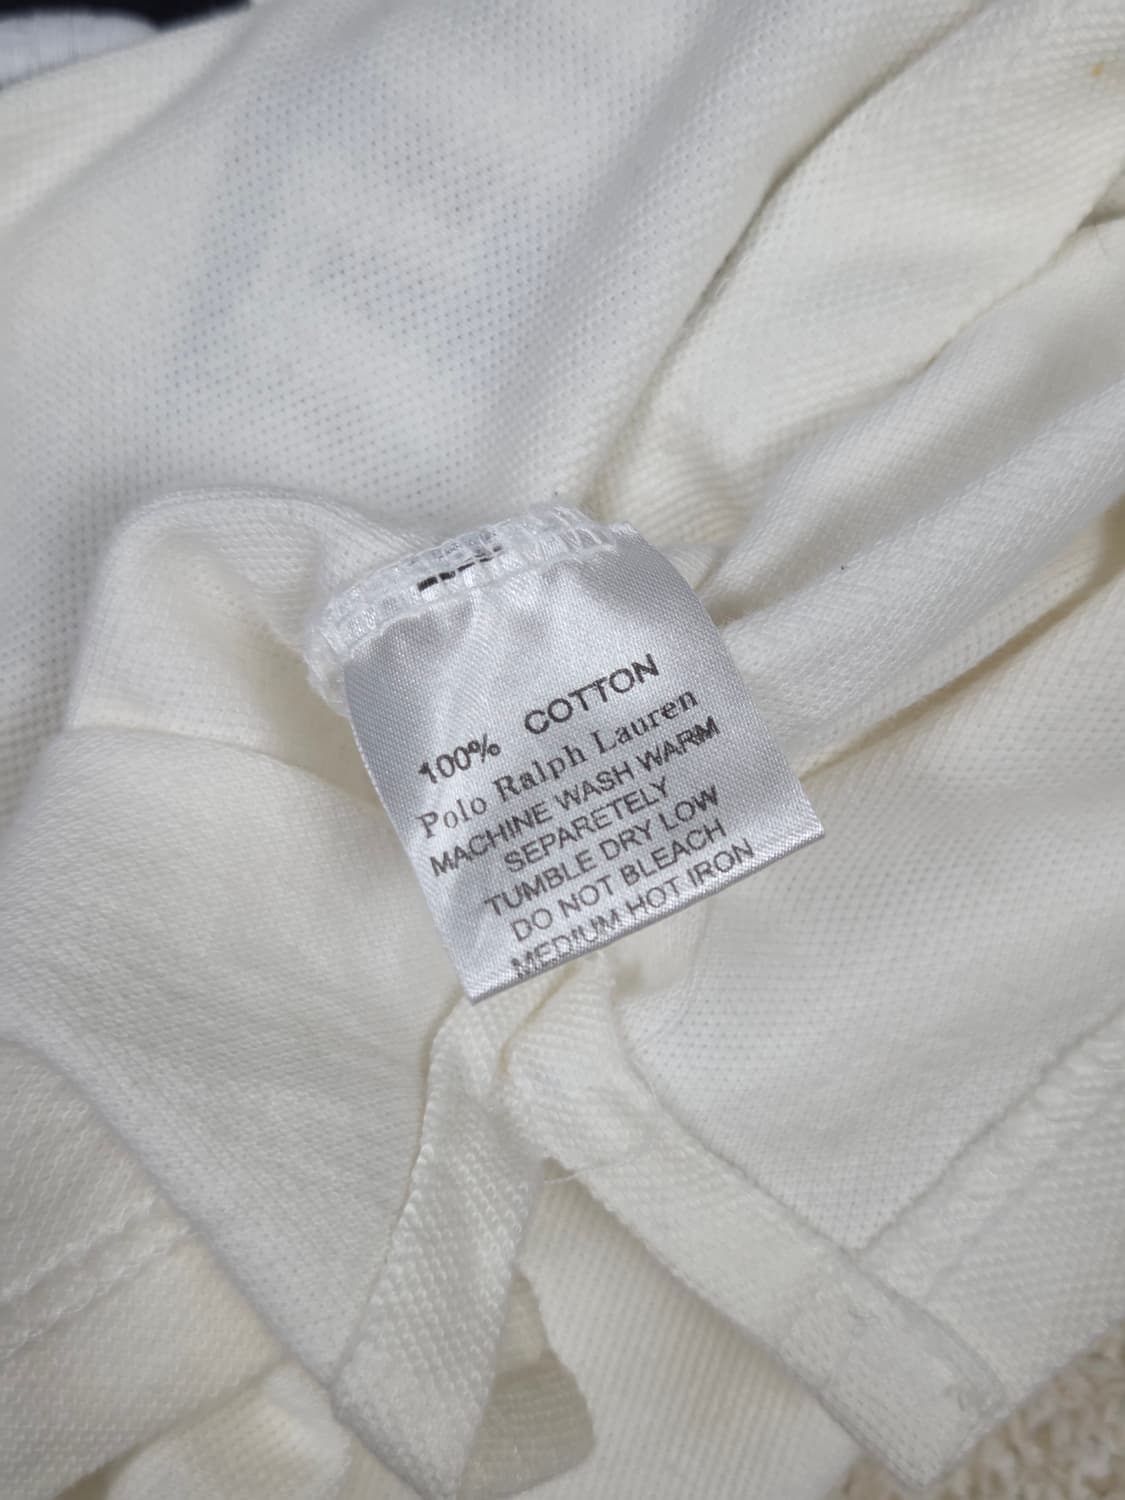 100% COTTON
Polo Ralph Lauren
MACHINE WASH WARM
SEPARETELY
TUMBLE DRY LOW
DO NOT BLEACH
MEDIUM HOT IRON